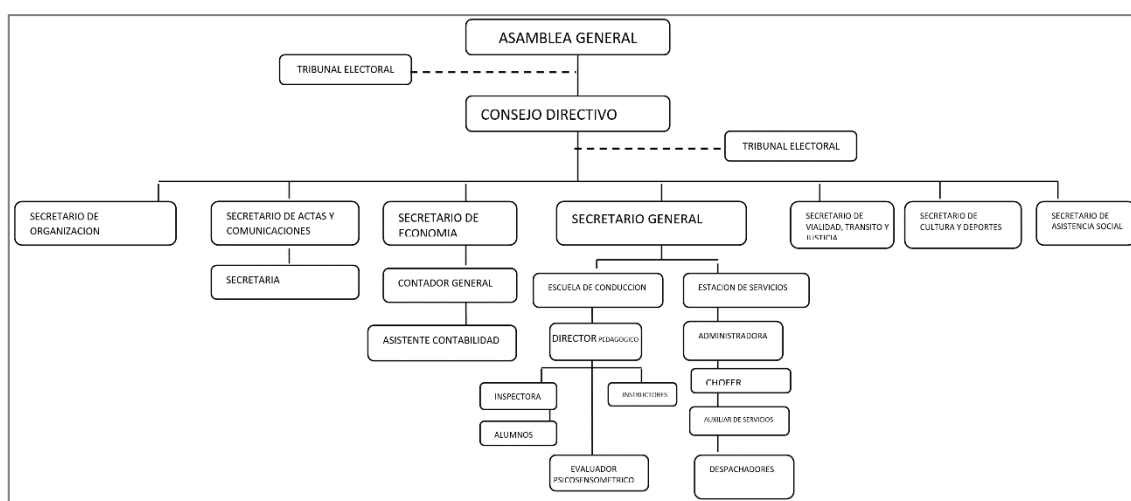 ASAMBLEA GENERAL
TRIBUNAL ELECTORAL
CONSEJO DIRECTIVO
TRIBUNAL ELECTORAL
SECRETARIO DE
ORGANIZACION
SECRETARIO DE ACTAS Y
COMUNICACIONES
SECRETARIO DE
ECONOMIA
SECRETARIO GENERAL
SECRETARIO DE
VIALIDAD, TRANSITO Y
JUSTICIA
SECRETARIO DE
CULTURA Y DEPORTES
SECRETARIO DE
ASISTENCIA SOCIAL
SECRETARIA
CONTADOR GENERAL
ESCUELA DE CONDUCCION
ESTACION DE SERVICIOS
ASISTENTE CONTABILIDAD
DIRECTOR PEDAGOGICO
ADMINISTRADORA
INSPECTORA
INSTRUCTORES
CHOFER
ALUMNOS
AUXILIAR DE SERVICIOS
EVALUADOR
PSICOSENSOMETRICO
DESPACHADORES